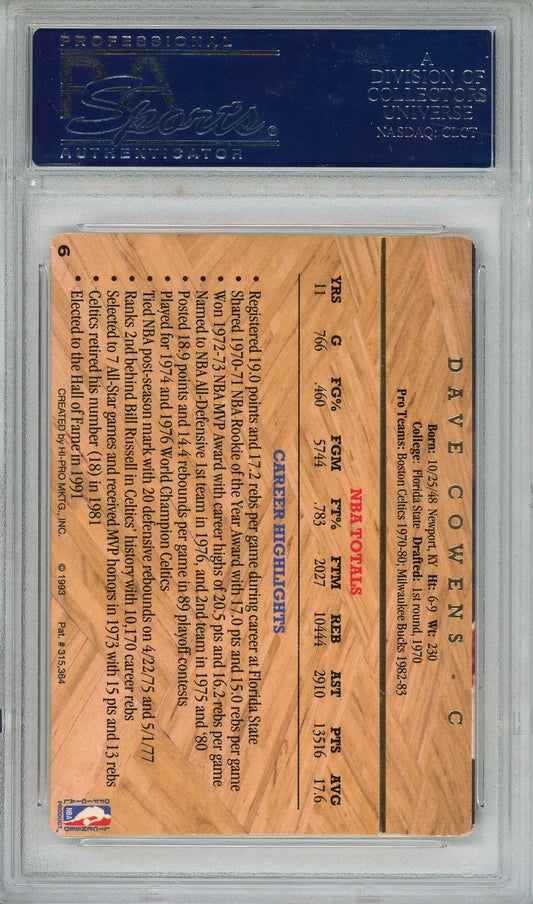 PROFESSIONAL
PSA
Sports®
AUTHENTICATOR
A
DIVISION OF
COLLECTORS
UNIVERSE
NASDAQ: CLCT
DAVE COWENS - C
Born: 10/25/48 Newport, KY Ht: 6-9 Wt: 230
College: Florida State Drafted: 1st round, 1970
Pro Teams: Boston Celtics 1970-80; Milwaukee Bucks 1982-83
NBA TOTALS
YRS G FG% FGM FT% FTM REB AST PTS AVG
11 766 .460 5744 .783 2027 10444 2910 13516 17.6
CAREER HIGHLIGHTS
• Registered 19.0 points and 17.2 rebs per game during career at Florida State
• Shared 1970-71 NBA Rookie of the Year Award with 17.0 pts and 15.0 rebs per game
• Won 1972-73 NBA MVP Award with career highs of 20.5 pts and 16.2 rebs per game
• Named to NBA All-Defensive 1st team in 1976, and 2nd team in 1975 and '80
• Posted 18.9 points and 14.4 rebounds per game in 89 playoff contests
• Played for 1974 and 1976 World Champion Celtics
• Tied NBA post-season mark with 20 defensive rebounds on 4/22/75 and 5/1/77
• Ranks 2nd behind Bill Russell in Celtics' history with 10,170 career rebs
• Selected to 7 All-Star games and received MVP honors in 1973 with 15 pts and 13 rebs
• Celtics retired his number (18) in 1981
• Elected to the Hall of Fame in 1991
6
CREATED BY HI-PRO MKTG., INC. © 1993 Pat. # 315,364
OFFICIAL LICENSED
NBA
PRODUCT